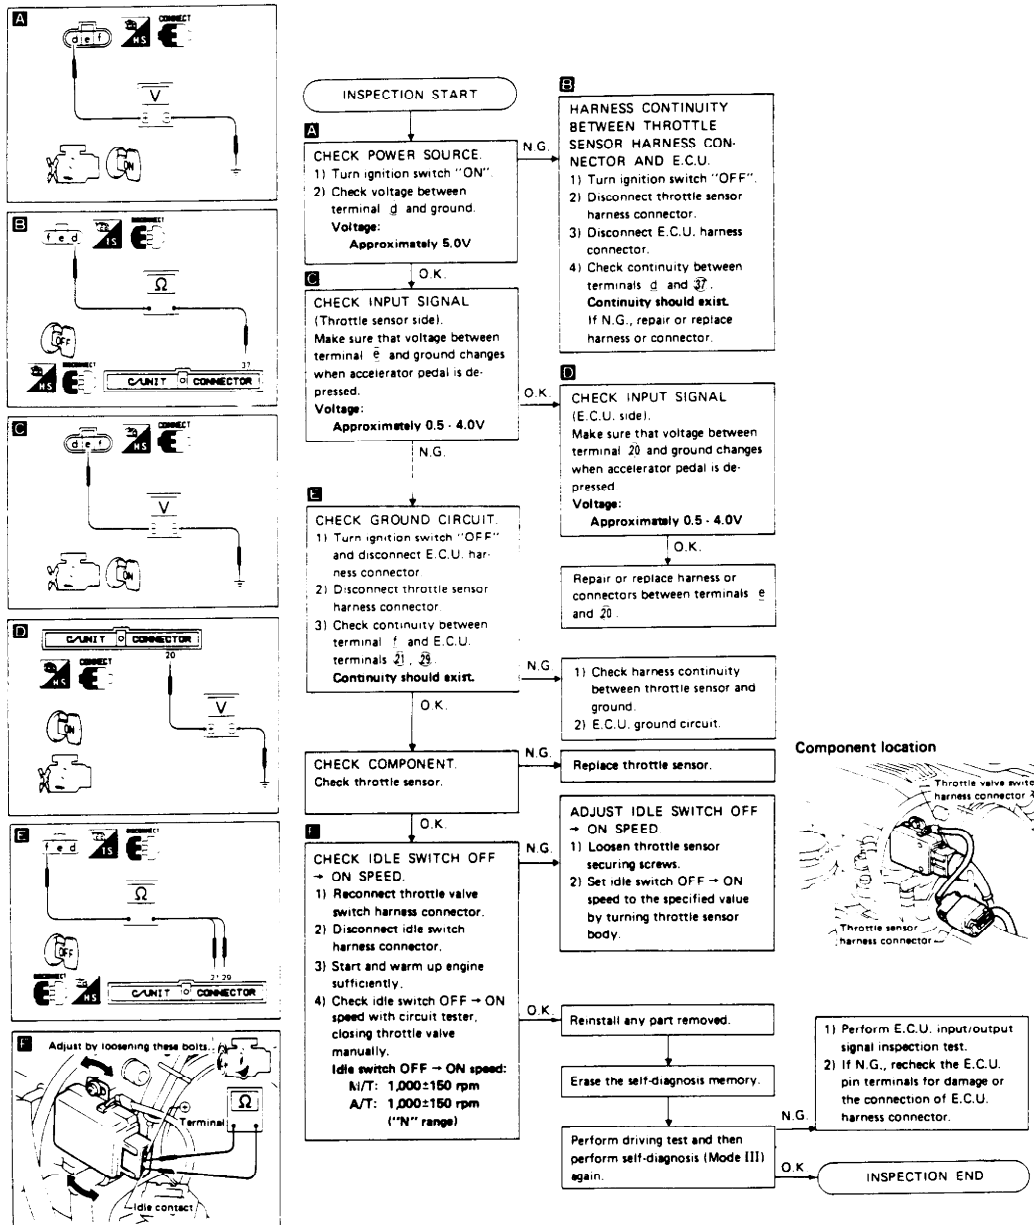 A
CONNECT
H.S
d e f
V
ON
B
DISCONNECT
T.S
f e d
Ω
OFF
DISCONNECT
H.S
37
C/UNIT CONNECTOR
C
CONNECT
H.S
d e f
V
ON
D
C/UNIT CONNECTOR
20
CONNECT
H.S
V
ON
E
DISCONNECT
T.S
f e d
Ω
OFF
DISCONNECT
H.S
21 29
C/UNIT CONNECTOR
F
Adjust by loosening these bolts.
Ω
Terminal
Idle contact
INSPECTION START
A
CHECK POWER SOURCE.
1) Turn ignition switch "ON".
2) Check voltage between
terminal d and ground.
Voltage:
Approximately 5.0V
N.G.
O.K.
B
HARNESS CONTINUITY
BETWEEN THROTTLE
SENSOR HARNESS CON-
NECTOR AND E.C.U.
1) Turn ignition switch "OFF".
2) Disconnect throttle sensor
harness connector.
3) Disconnect E.C.U. harness
connector.
4) Check continuity between
terminals d and 37.
Continuity should exist.
If N.G., repair or replace
harness or connector.
C
CHECK INPUT SIGNAL
(Throttle sensor side).
Make sure that voltage between
terminal e and ground changes
when accelerator pedal is de-
pressed.
Voltage:
Approximately 0.5 - 4.0V
O.K.
N.G.
D
CHECK INPUT SIGNAL
(E.C.U. side).
Make sure that voltage between
terminal 20 and ground changes
when accelerator pedal is de-
pressed
Voltage:
Approximately 0.5 - 4.0V
O.K.
Repair or replace harness or
connectors between terminals e
and 20.
E
CHECK GROUND CIRCUIT.
1) Turn ignition switch "OFF"
and disconnect E.C.U. har-
ness connector.
2) Disconnect throttle sensor
harness connector.
3) Check continuity between
terminal f and E.C.U.
terminals 21, 29.
Continuity should exist.
N.G.
O.K.
1) Check harness continuity
between throttle sensor and
ground.
2) E.C.U. ground circuit.
CHECK COMPONENT.
Check throttle sensor.
N.G.
O.K.
Replace throttle sensor.
F
CHECK IDLE SWITCH OFF
→ ON SPEED.
1) Reconnect throttle valve
switch harness connector.
2) Disconnect idle switch
harness connector.
3) Start and warm up engine
sufficiently.
4) Check idle switch OFF → ON
speed with circuit tester,
closing throttle valve
manually.
Idle switch OFF → ON speed:
M/T: 1,000±150 rpm
A/T: 1,000±150 rpm
("N" range)
N.G.
O.K.
ADJUST IDLE SWITCH OFF
→ ON SPEED.
1) Loosen throttle sensor
securing screws.
2) Set idle switch OFF → ON
speed to the specified value
by turning throttle sensor
body.
Reinstall any part removed.
Erase the self-diagnosis memory.
Perform driving test and then
perform self-diagnosis (Mode III)
again.
N.G.
O.K
1) Perform E.C.U. input/output
signal inspection test.
2) If N.G., recheck the E.C.U.
pin terminals for damage or
the connection of E.C.U.
harness connector.
INSPECTION END
Component location
Throttle valve switch
harness connector
Throttle sensor
harness connector